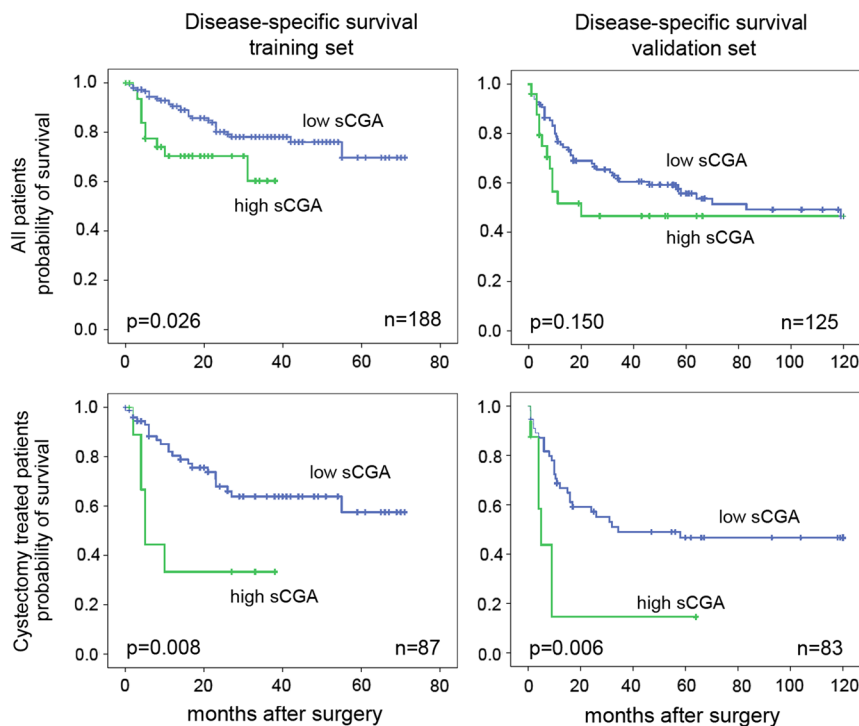 Disease-specific survival
training set
Disease-specific survival
validation set
All patients
probability of survival
1.0
0.8
0.6
0.4
0.2
0.0
low sCGA
high sCGA
p=0.026
n=188
0
20
40
60
80
1.0
0.8
0.6
0.4
0.2
0.0
low sCGA
high sCGA
p=0.150
n=125
0
20
40
60
80
100
120
Cystectomy treated patients
probability of survival
1.0
0.8
0.6
0.4
0.2
0.0
low sCGA
high sCGA
p=0.008
n=87
0
20
40
60
80
months after surgery
1.0
0.8
0.6
0.4
0.2
0.0
low sCGA
high sCGA
p=0.006
n=83
0
20
40
60
80
100
120
months after surgery